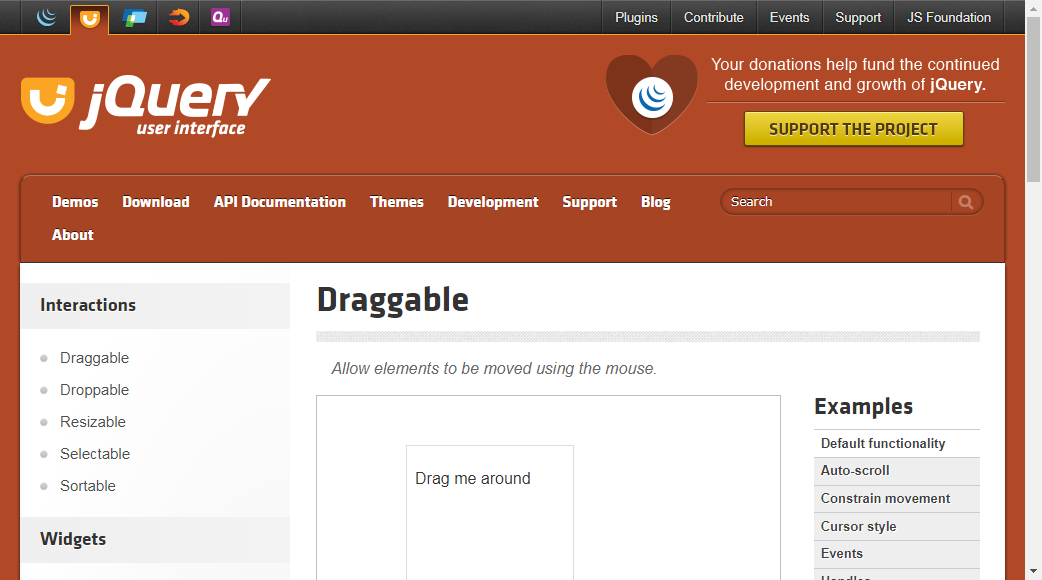 Qu
Plugins
Contribute
Events
Support
JS Foundation
jQuery
user interface
Your donations help fund the continued
development and growth of jQuery.
SUPPORT THE PROJECT
Demos
Download
API Documentation
Themes
Development
Support
Blog
Search
About
Interactions
Draggable
Droppable
Resizable
Selectable
Sortable
Widgets
Draggable
Allow elements to be moved using the mouse.
Drag me around
Examples
Default functionality
Auto-scroll
Constrain movement
Cursor style
Events
Handles